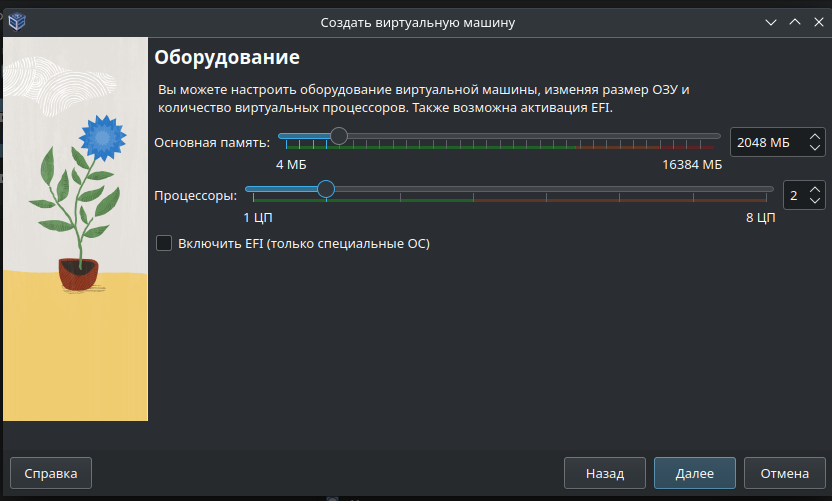 Создать виртуальную машину
Оборудование
Вы можете настроить оборудование виртуальной машины, изменяя размер ОЗУ и
количество виртуальных процессоров. Также возможна активация EFI.
Основная память:
2048 МБ
4 МБ
16384 МБ
Процессоры:
2
1 ЦП
8 ЦП
Включить EFI (только специальные ОС)
Справка
Назад
Далее
Отмена